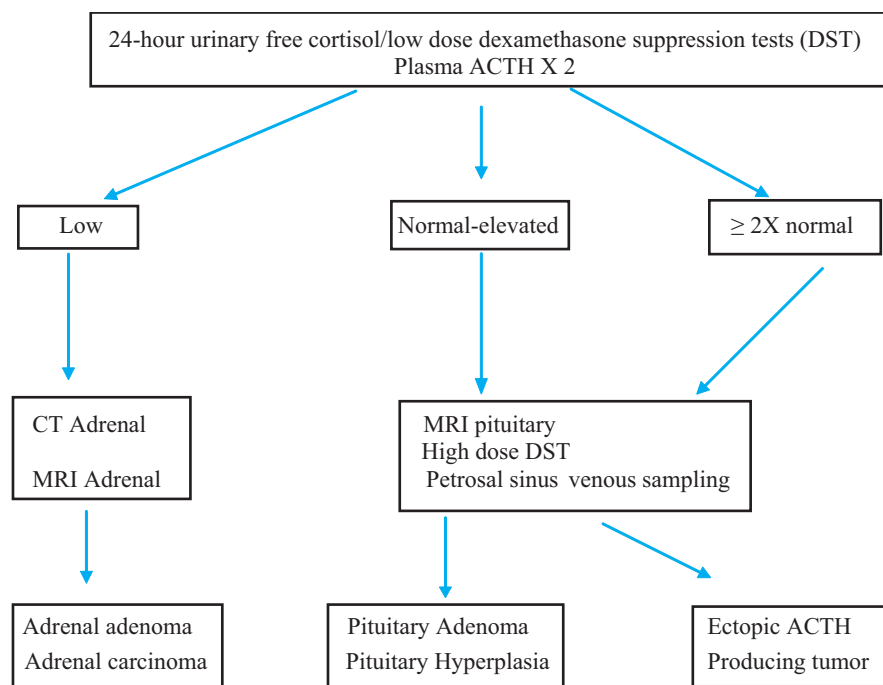 24-hour urinary free cortisol/low dose dexamethasone suppression tests (DST)
Plasma ACTH X 2
Low
Normal-elevated
≥ 2X normal
CT Adrenal
MRI Adrenal
MRI pituitary
High dose DST
Petrosal sinus venous sampling
Adrenal adenoma
Adrenal carcinoma
Pituitary Adenoma
Pituitary Hyperplasia
Ectopic ACTH
Producing tumor